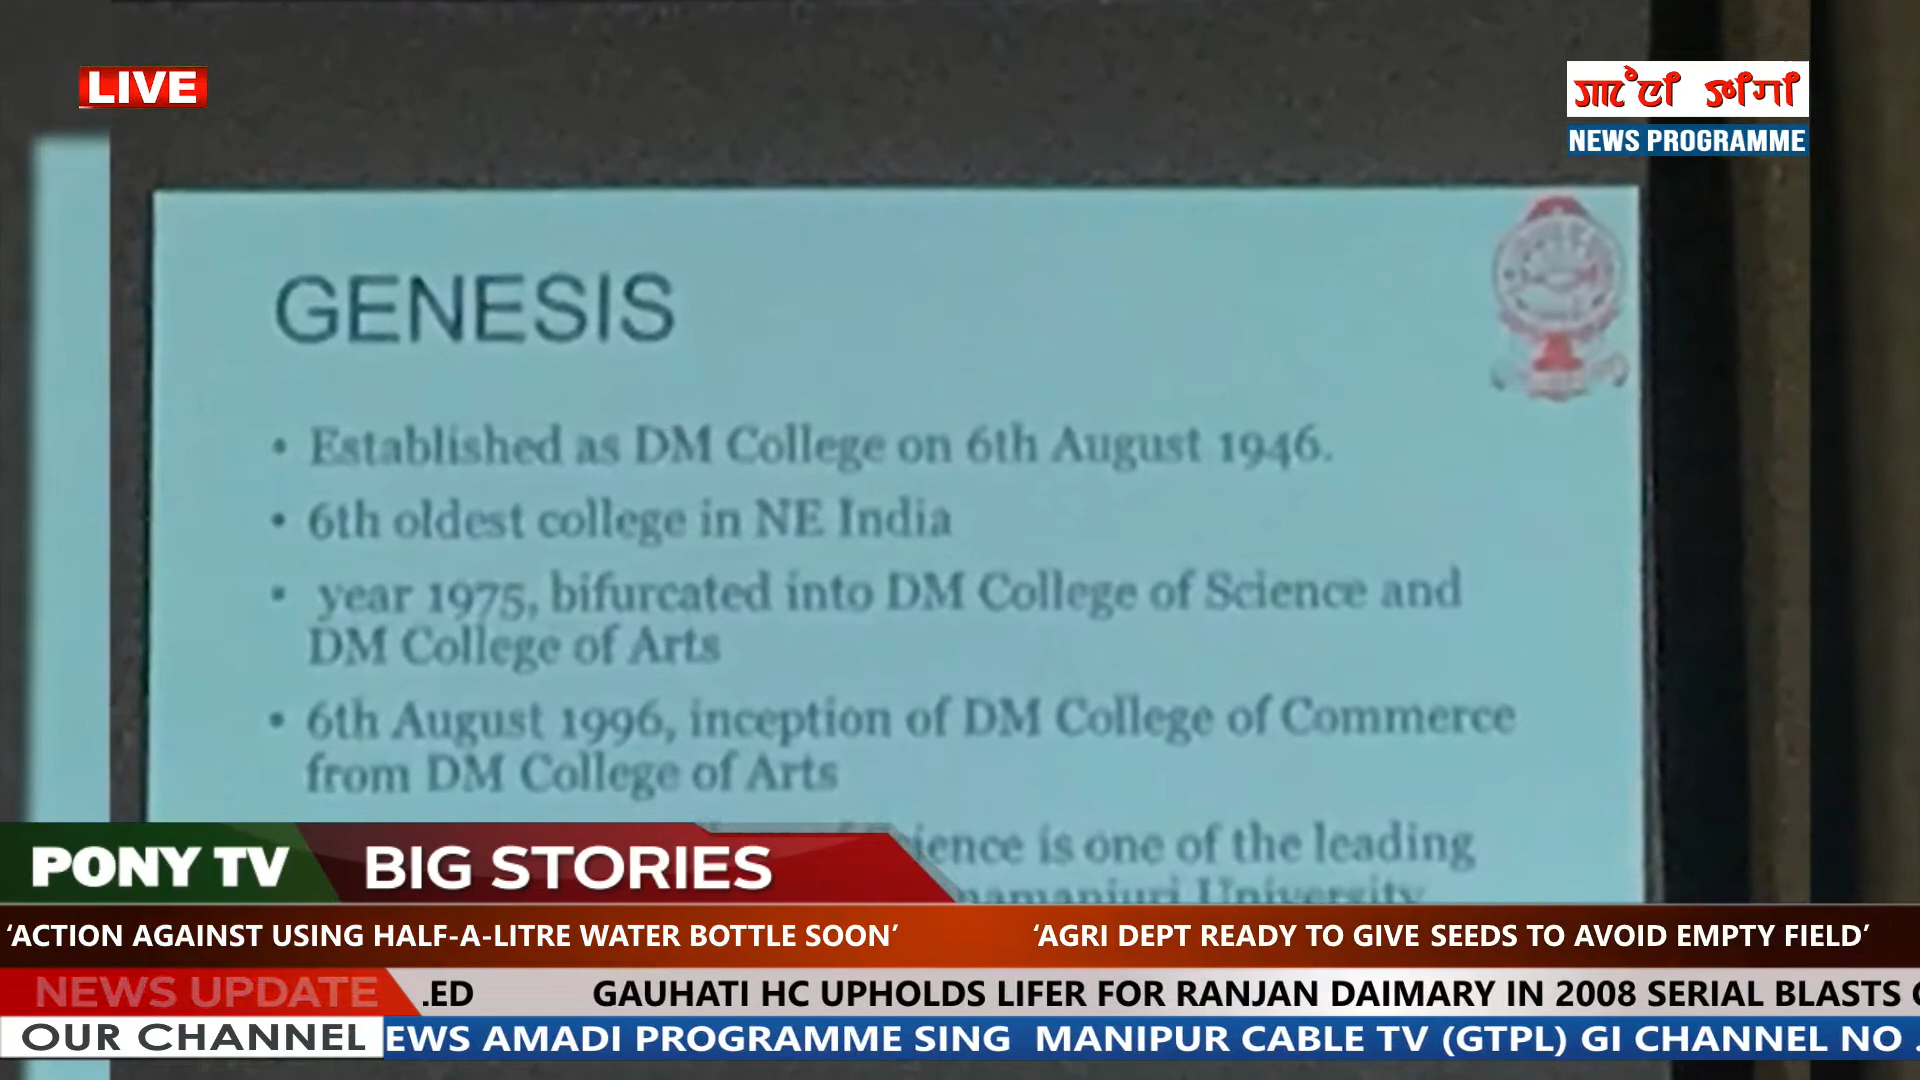 LIVE
NEWS PROGRAMME
GENESIS
• Established as DM College on 6th August 1946.
• 6th oldest college in NE India
• year 1975, bifurcated into DM College of Science and
DM College of Arts
• 6th August 1996, inception of DM College of Commerce
from DM College of Arts
is one of the leading
University
PONY TV BIG STORIES
‘ACTION AGAINST USING HALF-A-LITRE WATER BOTTLE SOON’ ‘AGRI DEPT READY TO GIVE SEEDS TO AVOID EMPTY FIELD’
NEWS UPDATE .ED GAUHATI HC UPHOLDS LIFER FOR RANJAN DAIMARY IN 2008 SERIAL BLASTS
OUR CHANNEL EWS AMADI PROGRAMME SING MANIPUR CABLE TV (GTPL) GI CHANNEL NO